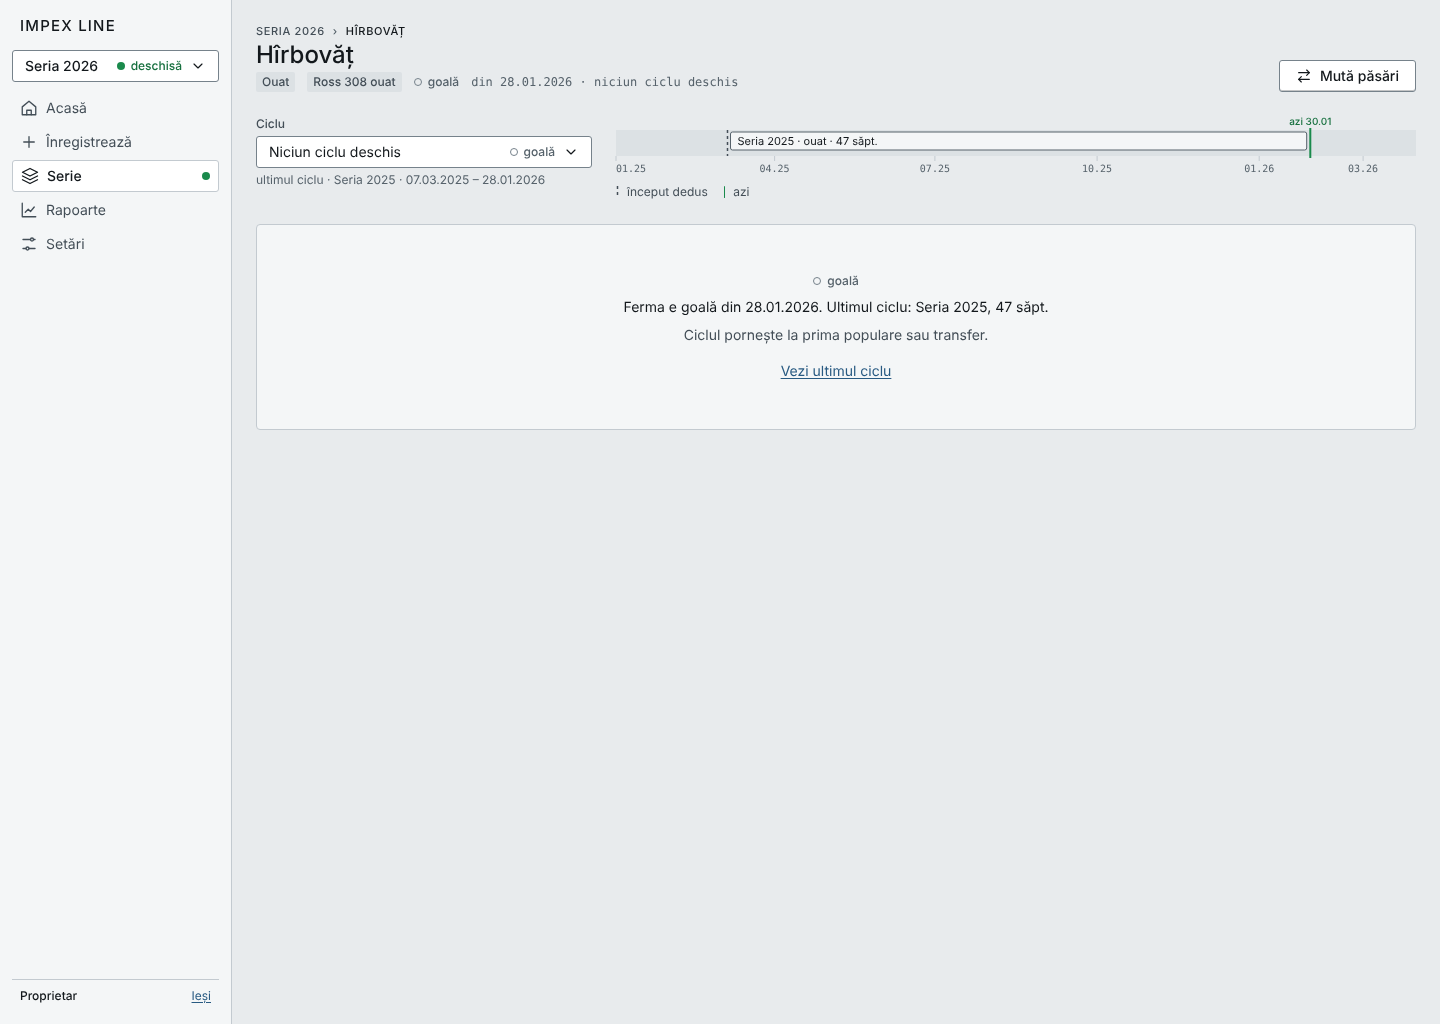 IMPEX LINE
Seria 2026 deschisă
Acasă
Înregistrează
Serie
Rapoarte
Setări
Proprietar Ieși
SERIA 2026 › HÎRBOVĂȚ
Hîrbovăț
Ouat Ross 308 ouat goală din 28.01.2026 · niciun ciclu deschis
Mută păsări
Ciclu
Niciun ciclu deschis goală
ultimul ciclu · Seria 2025 · 07.03.2025 – 28.01.2026
azi 30.01
Seria 2025 · ouat · 47 săpt.
01.25 04.25 07.25 10.25 01.26 03.26
început dedus azi
goală
Ferma e goală din 28.01.2026. Ultimul ciclu: Seria 2025, 47 săpt.
Ciclul pornește la prima populare sau transfer.
Vezi ultimul ciclu